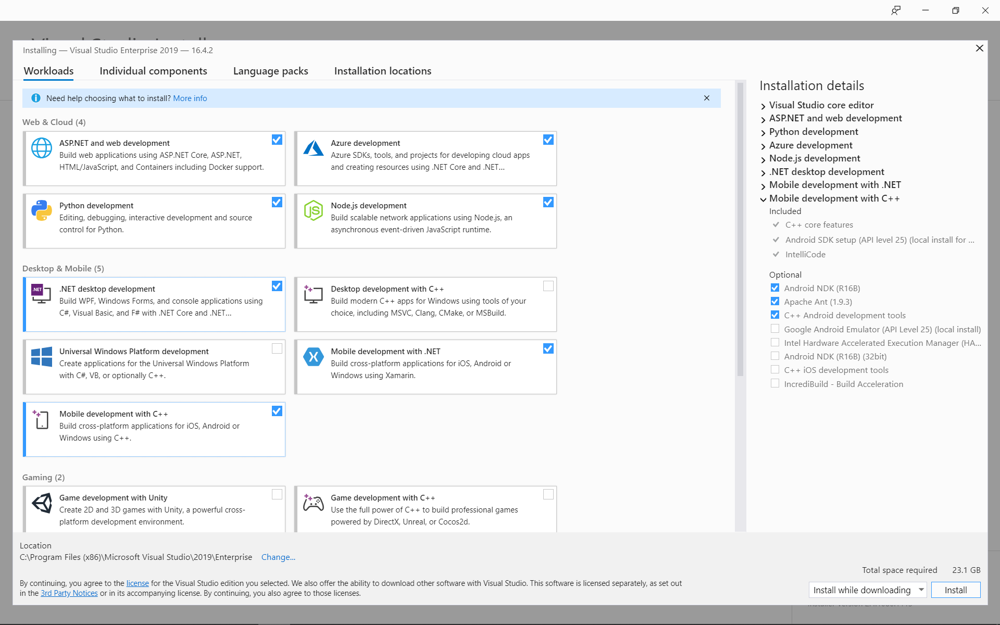 Installing — Visual Studio Enterprise 2019 — 16.4.2
Workloads
Individual components
Language packs
Installation locations
Need help choosing what to install? More info
Web & Cloud (4)
ASP.NET and web development
Build web applications using ASP.NET Core, ASP.NET,
HTML/JavaScript, and Containers including Docker support.
Azure development
Azure SDKs, tools, and projects for developing cloud apps
and creating resources using .NET Core and .NET...
Python development
Editing, debugging, interactive development and source
control for Python.
JS
Node.js development
Build scalable network applications using Node.js, an
asynchronous event-driven JavaScript runtime.
Desktop & Mobile (5)
.NET
.NET desktop development
Build WPF, Windows Forms, and console applications using
C#, Visual Basic, and F# with .NET Core and .NET...
Desktop development with C++
Build modern C++ apps for Windows using tools of your
choice, including MSVC, Clang, CMake, or MSBuild.
Universal Windows Platform development
Create applications for the Universal Windows Platform
with C#, VB, or optionally C++.
Mobile development with .NET
Build cross-platform applications for iOS, Android or
Windows using Xamarin.
Mobile development with C++
Build cross-platform applications for iOS, Android or
Windows using C++.
Gaming (2)
Game development with Unity
Create 2D and 3D games with Unity, a powerful cross-
platform development environment.
Game development with C++
Use the full power of C++ to build professional games
powered by DirectX, Unreal, or Cocos2d.
Installation details
Visual Studio core editor
ASP.NET and web development
Python development
Azure development
Node.js development
.NET desktop development
Mobile development with .NET
Mobile development with C++
Included
C++ core features
Android SDK setup (API level 25) (local install for ...
IntelliCode
Optional
Android NDK (R16B)
Apache Ant (1.9.3)
C++ Android development tools
Google Android Emulator (API Level 25) (local install)
Intel Hardware Accelerated Execution Manager (HA...
Android NDK (R16B) (32bit)
C++ iOS development tools
IncrediBuild - Build Acceleration
Location
C:\Program Files (x86)\Microsoft Visual Studio\2019\Enterprise Change...
Total space required 23.1 GB
By continuing, you agree to the license for the Visual Studio edition you selected. We also offer the ability to download other software with Visual Studio. This software is licensed separately, as set out
in the 3rd Party Notices or in its accompanying license. By continuing, you also agree to those licenses.
Install while downloading
Install